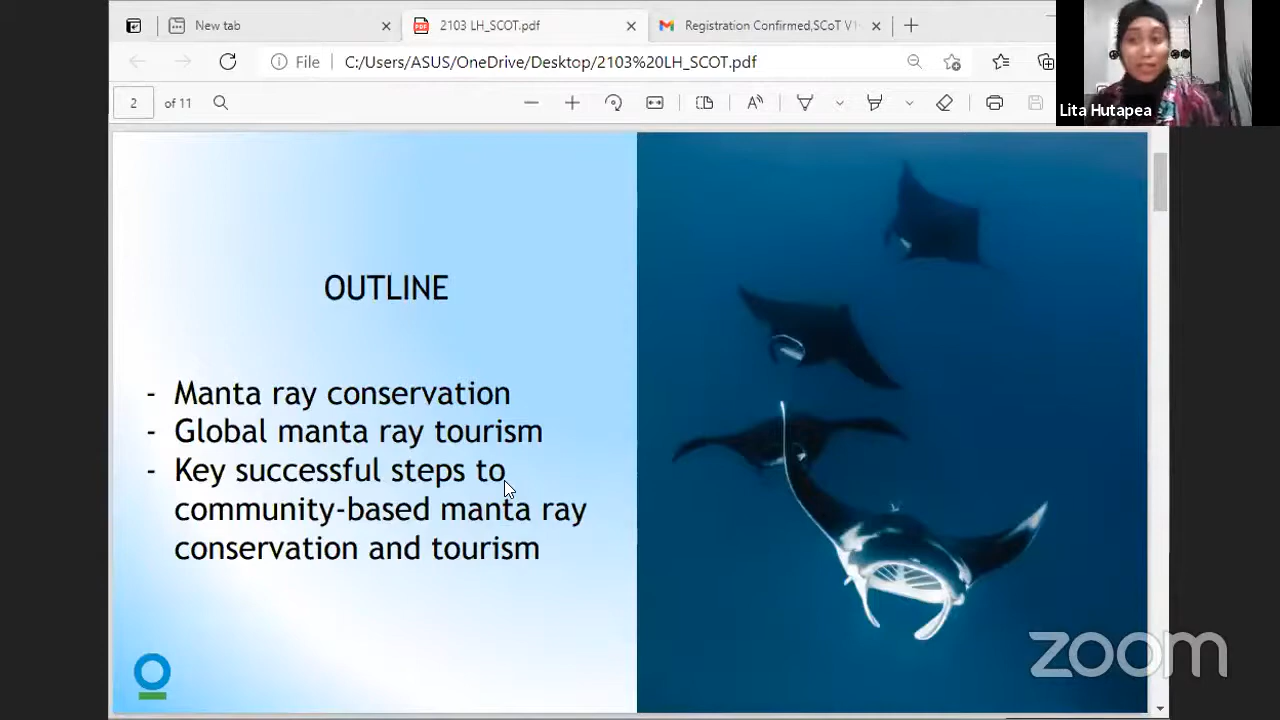 New tab
2103 LH_SCOT.pdf
Registration Confirmed,SCoT V1
File
C:/Users/ASUS/OneDrive/Desktop/2103%20LH_SCOT.pdf
2 of 11
Lita Hutapea
OUTLINE
- Manta ray conservation
- Global manta ray tourism
- Key successful steps to
community-based manta ray
conservation and tourism
zoom